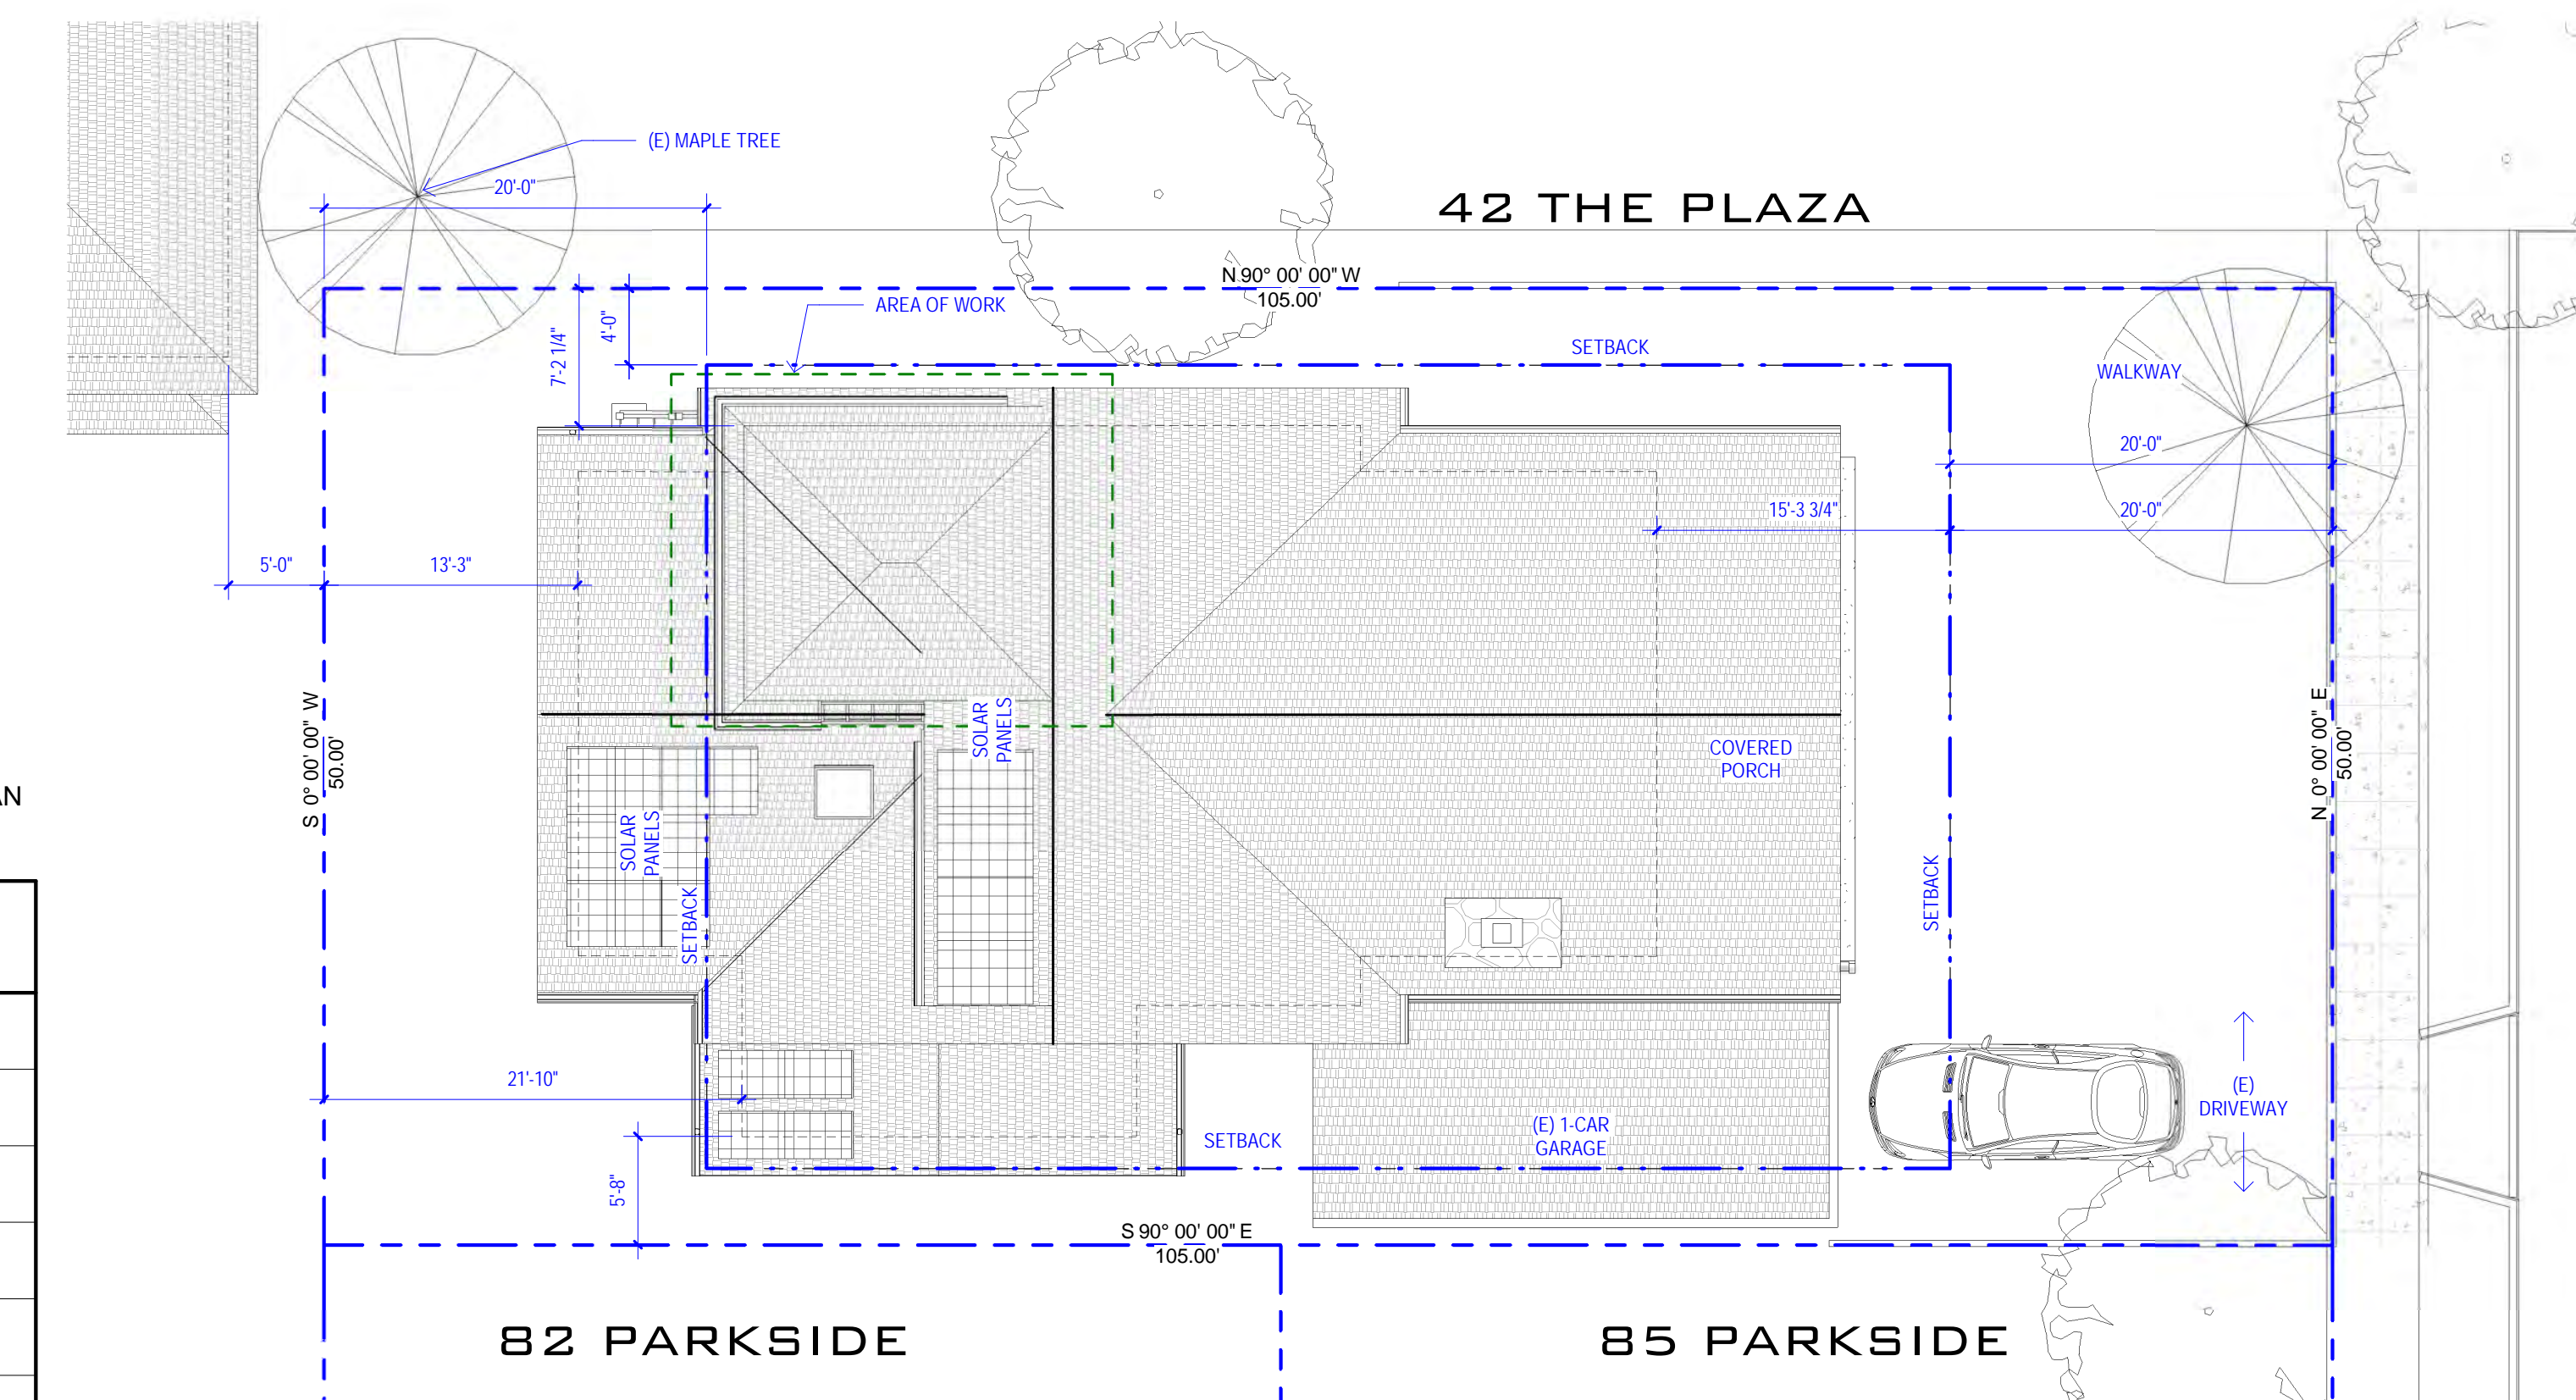 (E) MAPLE TREE
20'-0"
42 THE PLAZA
N 90° 00' 00" W
105.00'
AREA OF WORK
7'-2 1/4"
4'-0"
SETBACK
WALKWAY
20'-0"
20'-0"
15'-3 3/4"
5'-0"
13'-3"
S 0° 00' 00" W
50.00'
SOLAR
PANELS
COVERED
PORCH
N 0° 00' 00" E
50.00'
AN
SOLAR
PANELS
SETBACK
SETBACK
21'-10"
(E)
DRIVEWAY
(E) 1-CAR
GARAGE
SETBACK
5'-8"
S 90° 00' 00" E
105.00'
82 PARKSIDE
85 PARKSIDE